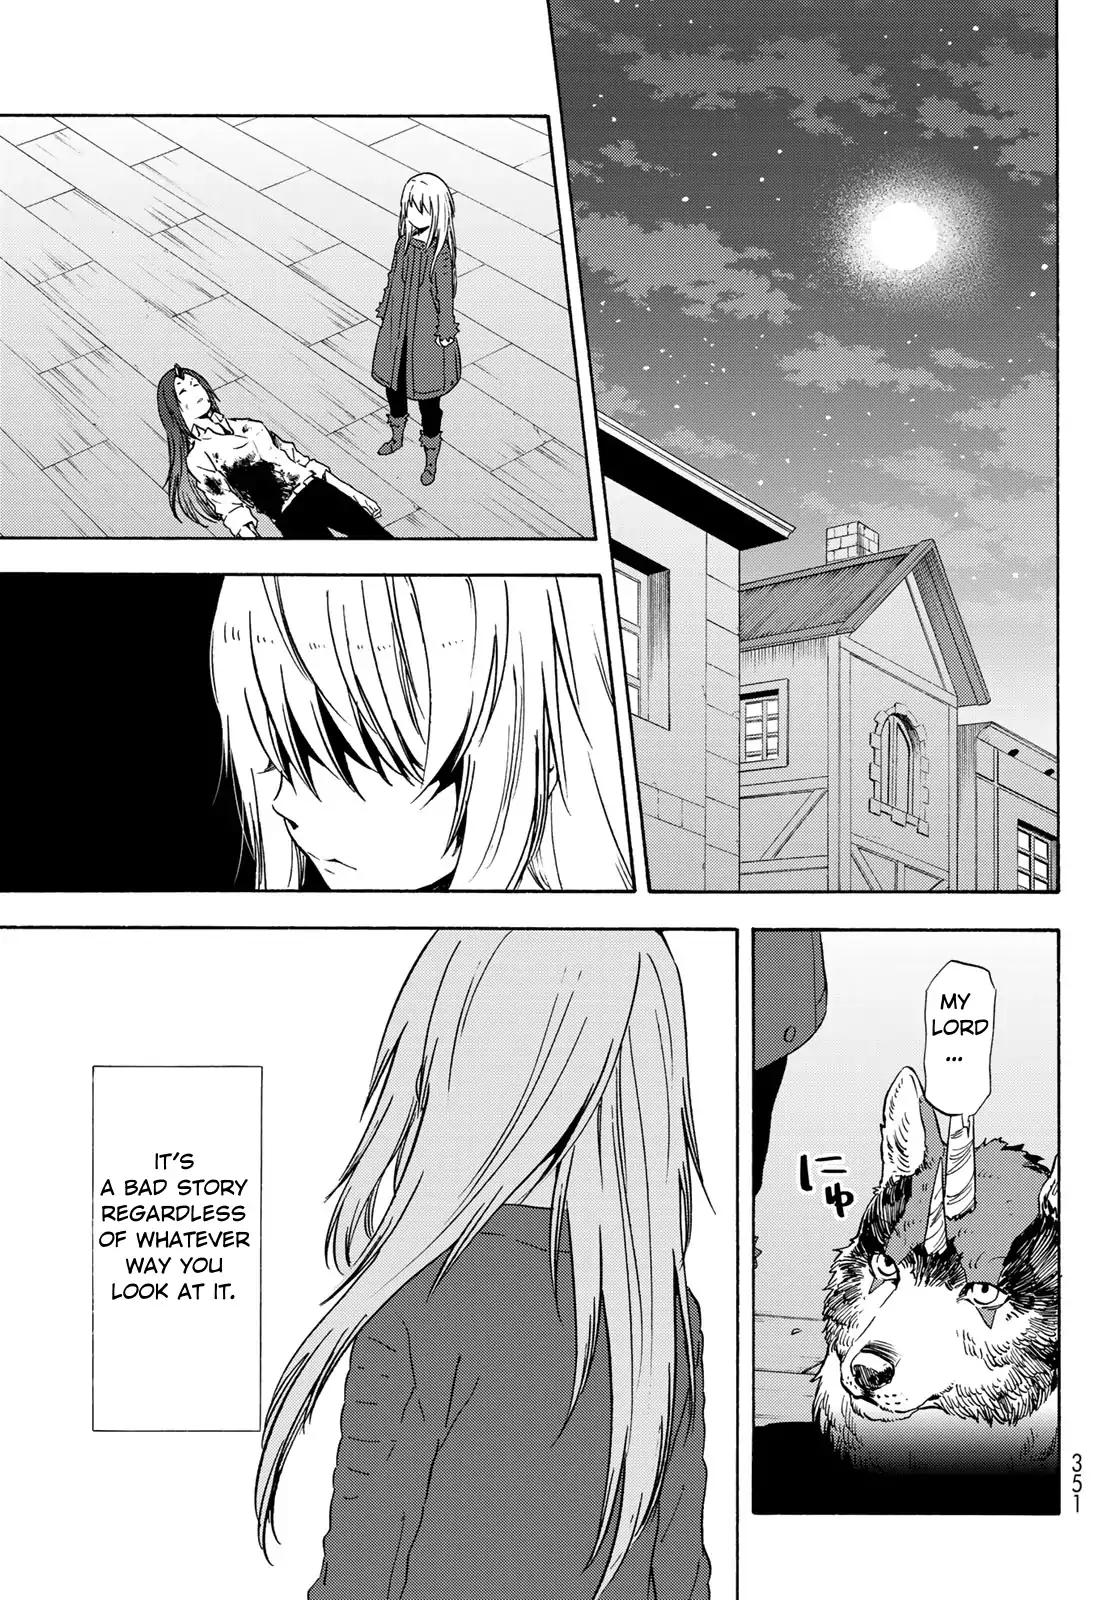 MY
LORD
...
にゅ
IT'S
A BAD STORY
REGARDLESS
OF WHATEVER
WAY YOU
LOOK AT IT.
351